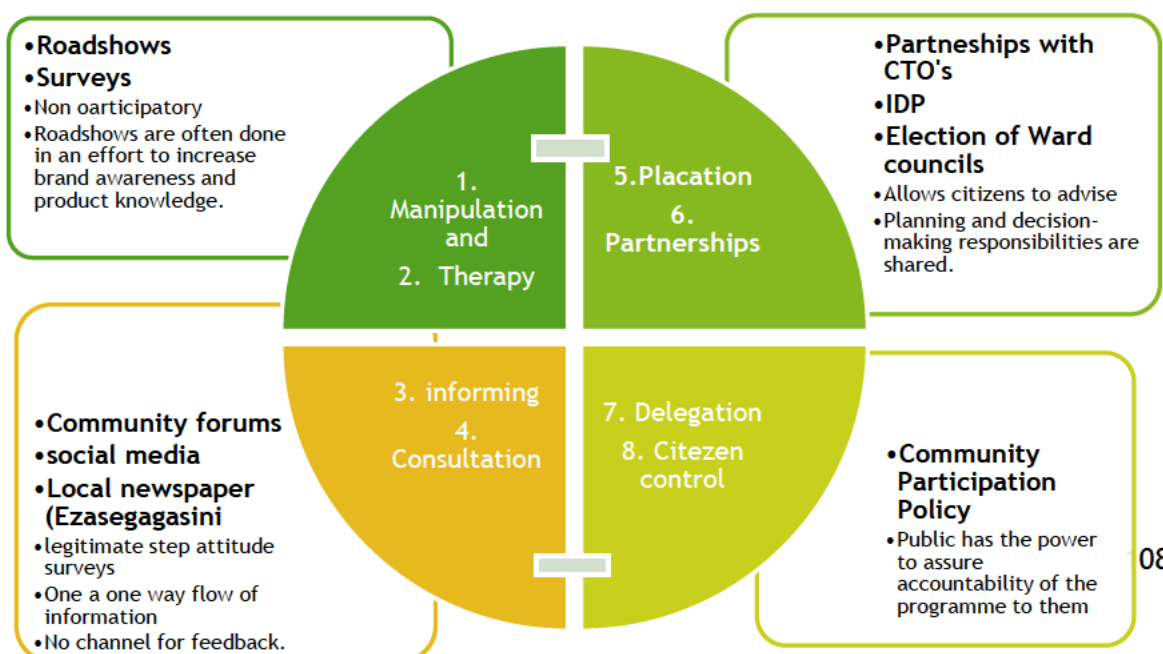 •Roadshows
•Surveys
•Non oarticipatory
•Roadshows are often done
in an effort to increase
brand awareness and
product knowledge.
1.
Manipulation
and
2. Therapy
5.Placation
6.
Partnerships
•Partneships with
CTO's
•IDP
•Election of Ward
councils
•Allows citizens to advise
•Planning and decision-
making responsibilities are
shared.
•Community forums
•social media
•Local newspaper
(Ezasegagasini
•legitimate step attitude
surveys
•One a one way flow of
information
•No channel for feedback.
3. informing
4.
Consultation
7. Delegation
8. Citezen
control
•Community
Participation
Policy
•Public has the power
to assure
accountability of the
programme to them
108